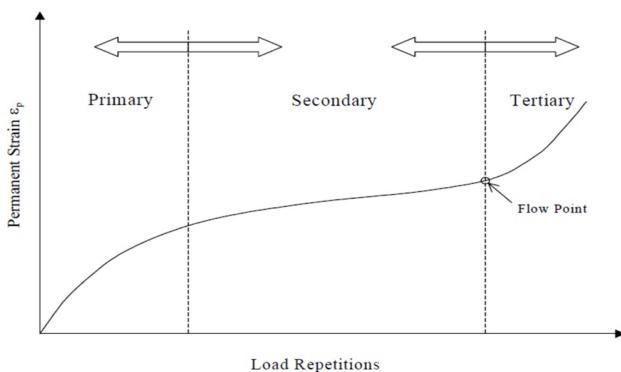 Primary
Secondary
Tertiary
Permanent Strain εp
Flow Point
Load Repetitions